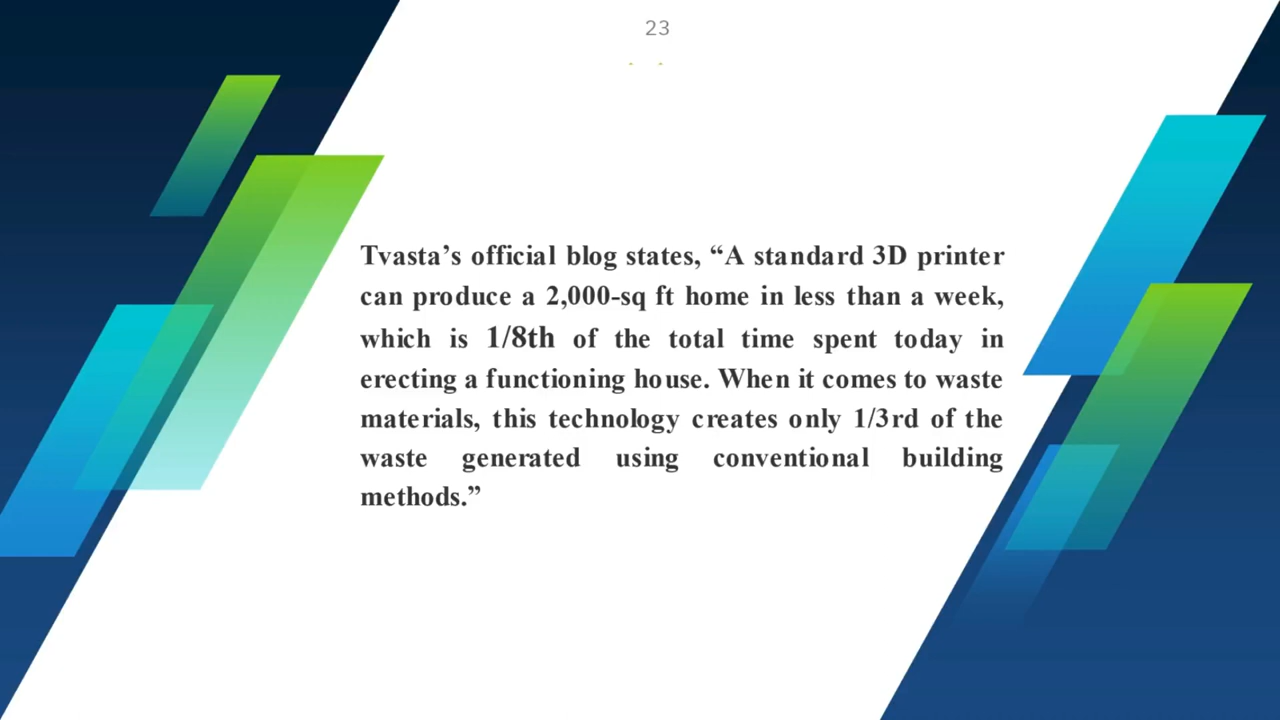 23
Tvasta’s official blog states, “A standard 3D printer
can produce a 2,000-sq ft home in less than a week,
which is 1/8th of the total time spent today in
erecting a functioning house. When it comes to waste
materials, this technology creates only 1/3rd of the
waste generated using conventional building
methods.”